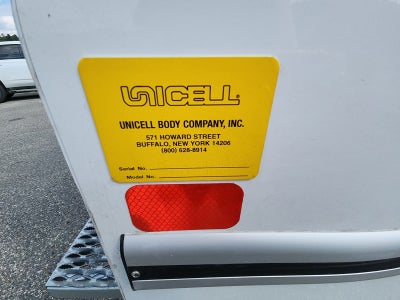 UNICELL
UNICELL BODY COMPANY, INC.
571 HOWARD STREET
BUFFALO, NEW YORK 14206
(800) 628-8914
Serial No.
Model No.